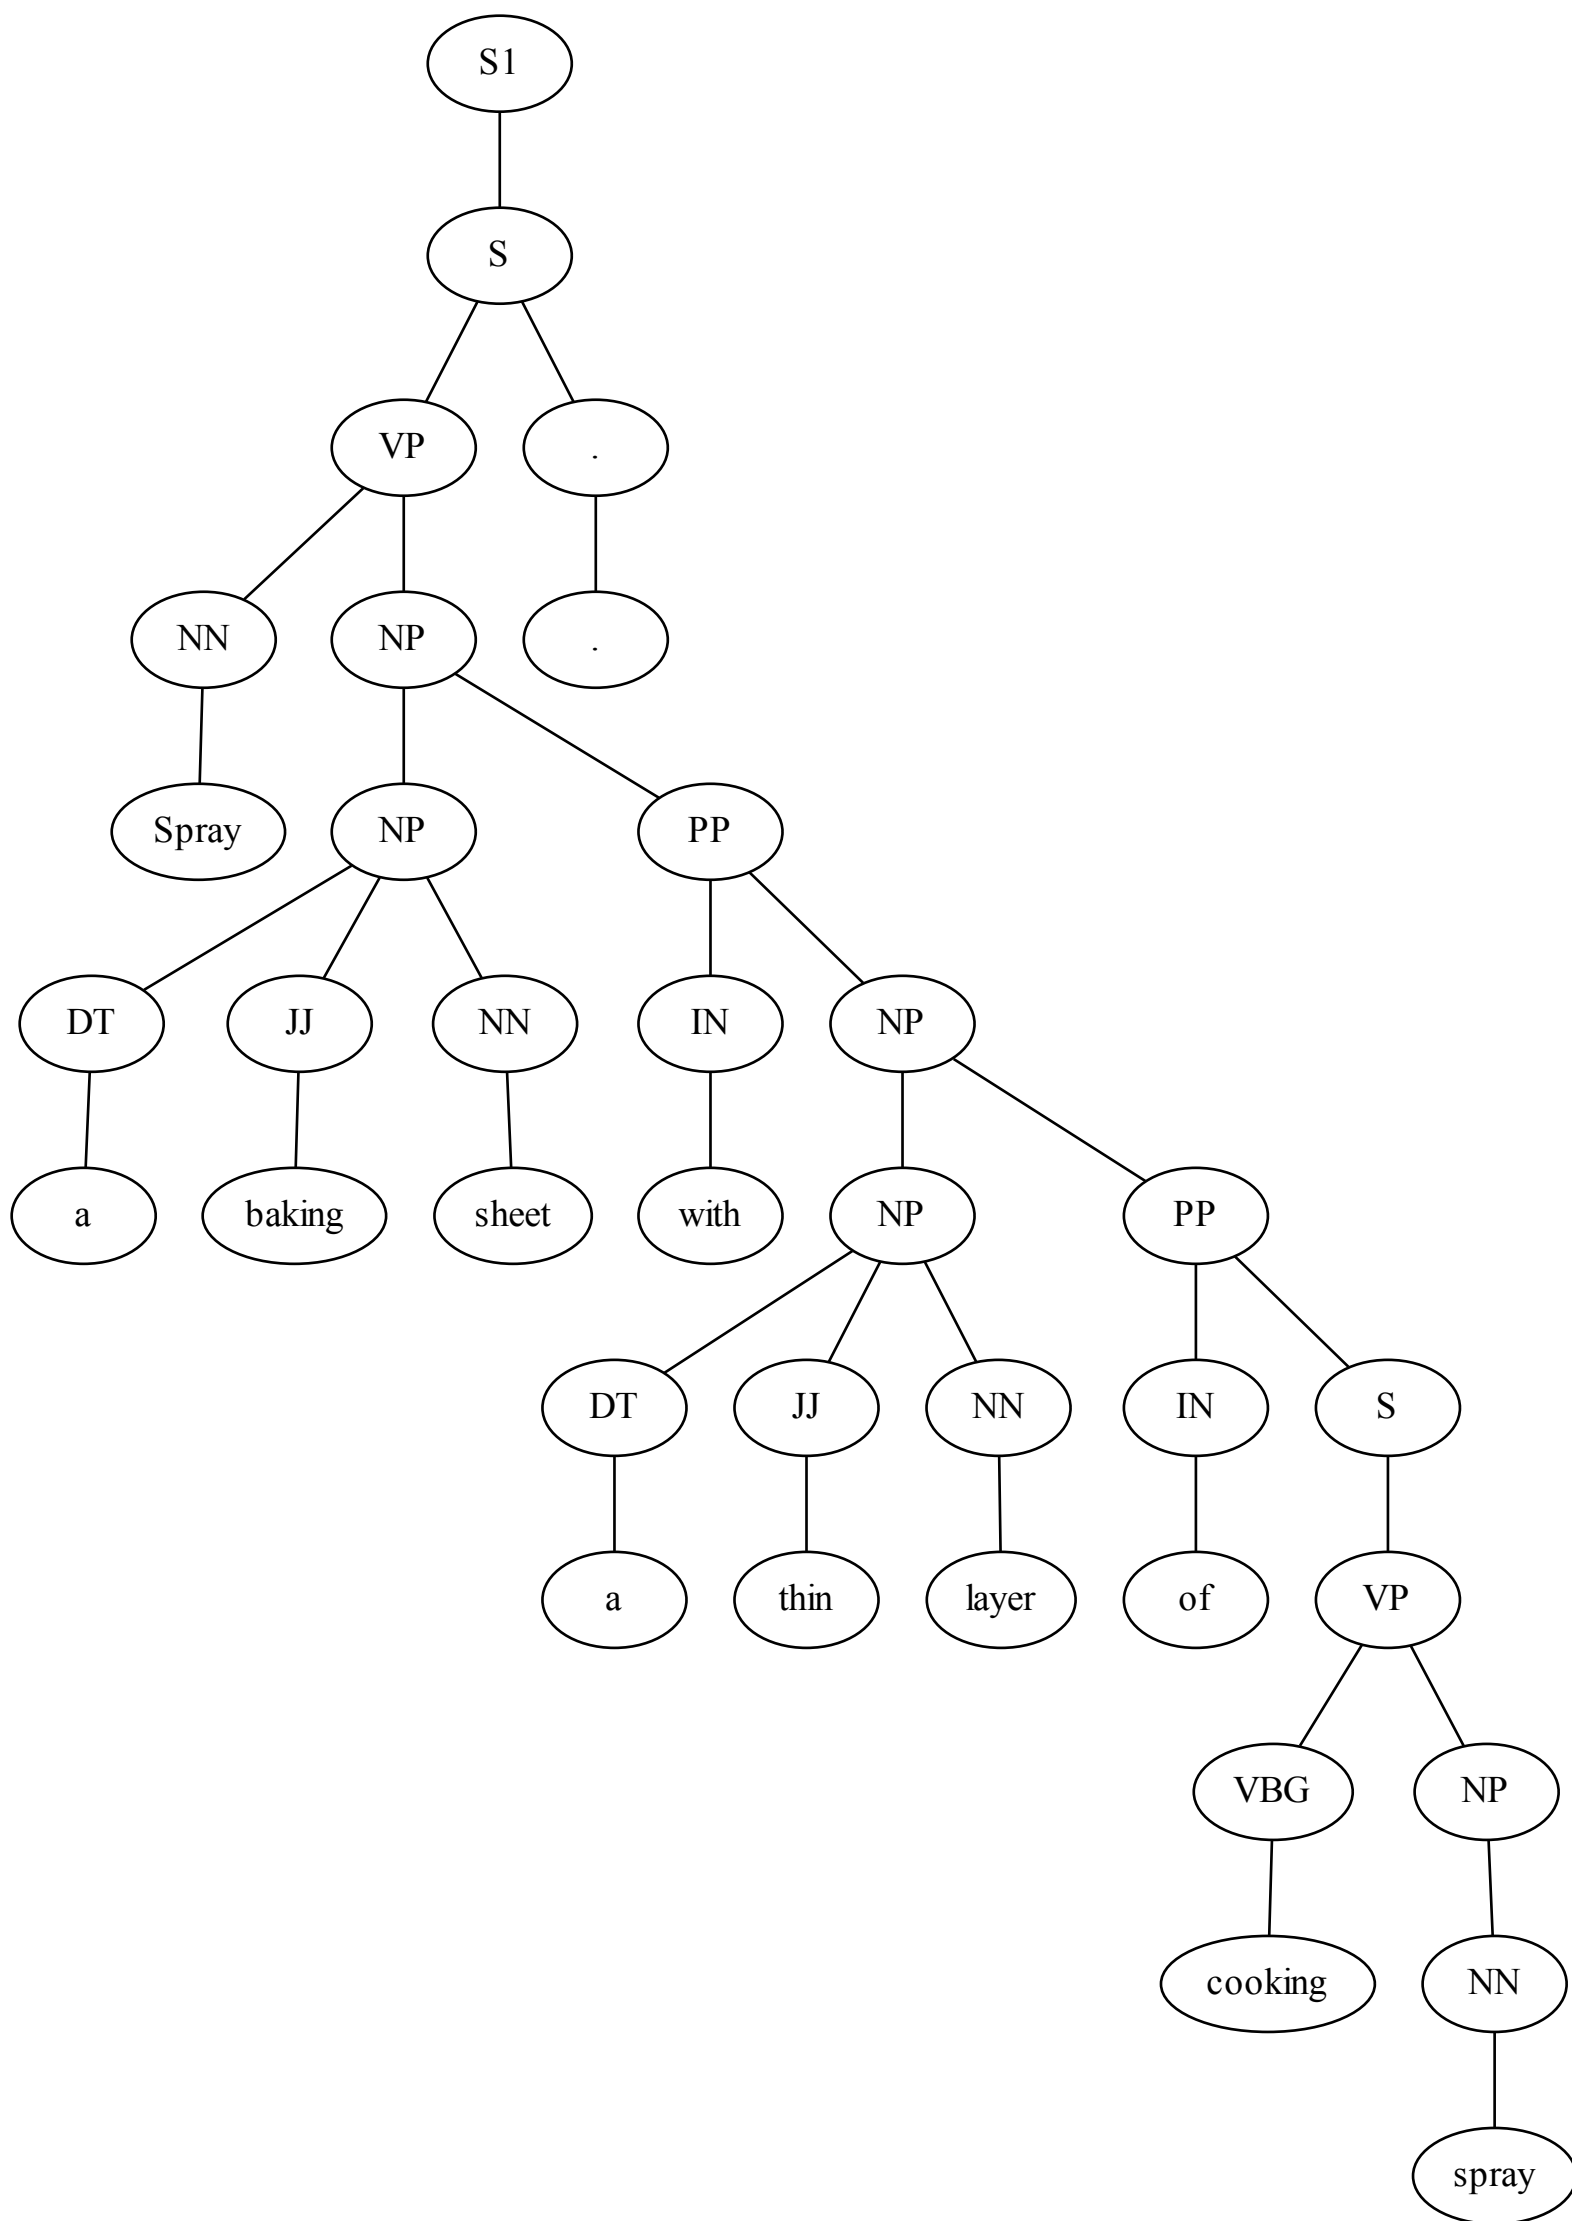 S1
S
VP .
NN NP .
Spray NP PP
DT JJ NN IN NP
a baking sheet with NP PP
DT JJ NN IN S
a thin layer of VP
VBG NP
cooking NN
spray